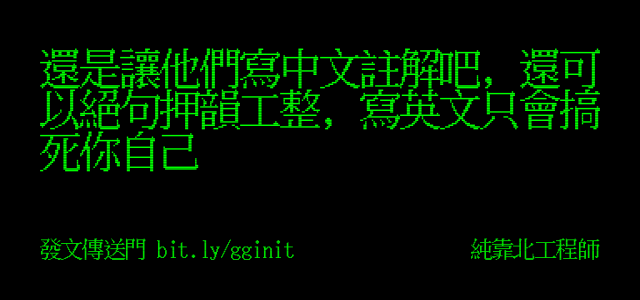 還是讓他們寫中文註解吧，還可
以絕句押韻工整，寫英文只會搞
死你自己
發文傳送門 bit.ly/gginit
純靠北工程師